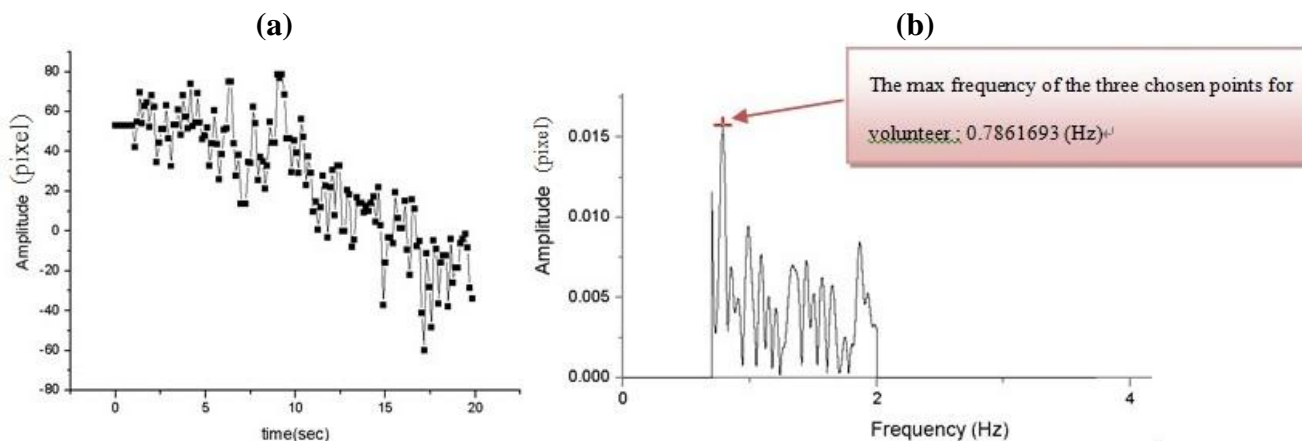 (a)
(b)
80
60
40
20
0
-20
-40
-60
-80
Amplitude (pixel)
0
5
10
15
20
time(sec)
The max frequency of the three chosen points for
volunteer : 0.7861693 (Hz)↵
0.015
0.010
0.005
0.000
Amplitude (pixel)
0
2
4
Frequency (Hz)